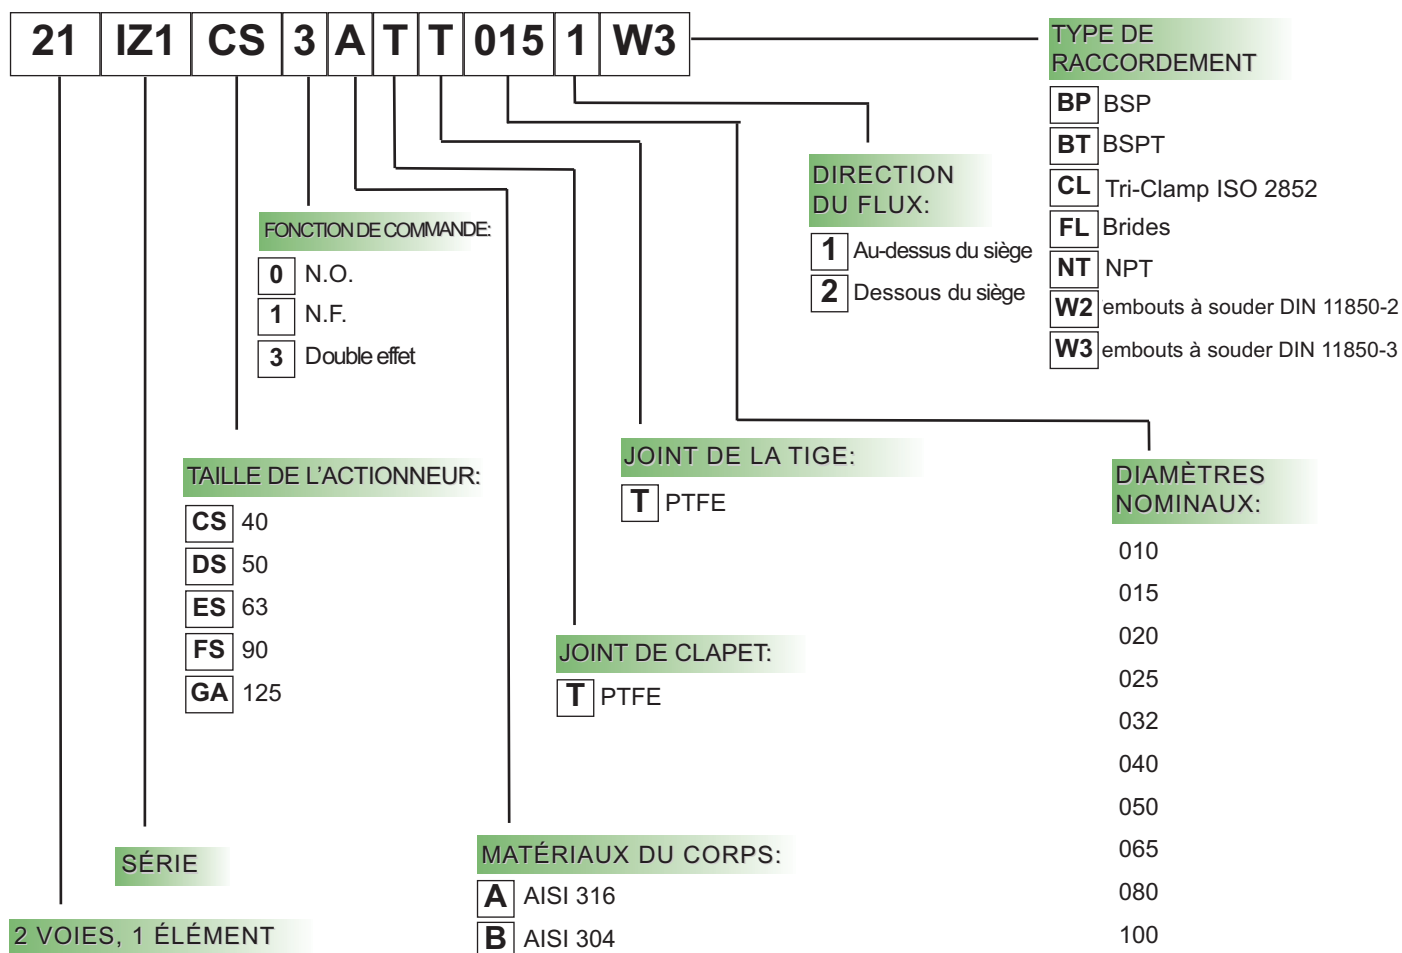 21 IZ1 CS 3 A T T 015 1 W3
TYPE DE
RACCORDEMENT
BP BSP
BT BSPT
CL Tri-Clamp ISO 2852
FL Brides
NT NPT
W2 embouts à souder DIN 11850-2
W3 embouts à souder DIN 11850-3
DIRECTION
DU FLUX:
1 Au-dessus du siège
2 Dessous du siège
FONCTION DE COMMANDE:
0 N.O.
1 N.F.
3 Double effet
TAILLE DE L'ACTIONNEUR:
CS 40
DS 50
ES 63
FS 90
GA 125
JOINT DE LA TIGE:
T PTFE
DIAMÈTRES
NOMINAUX:
010
015
020
025
032
040
050
065
080
100
JOINT DE CLAPET:
T PTFE
SÉRIE
MATÉRIAUX DU CORPS:
A AISI 316
B AISI 304
2 VOIES, 1 ÉLÉMENT